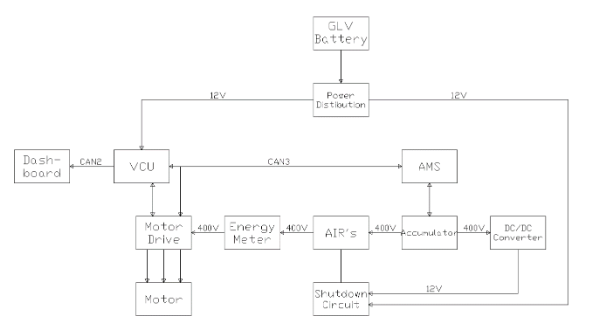 GLV
Battery
Power
Distibution
12V
12V
Dash-
board
CAN2
VCU
CAN3
AMS
Motor
Drive
400V
Energy
Meter
400V
AIR's
400V
Accumulator
400V
DC/DC
Converter
12V
Motor
Shutdown
Circuit